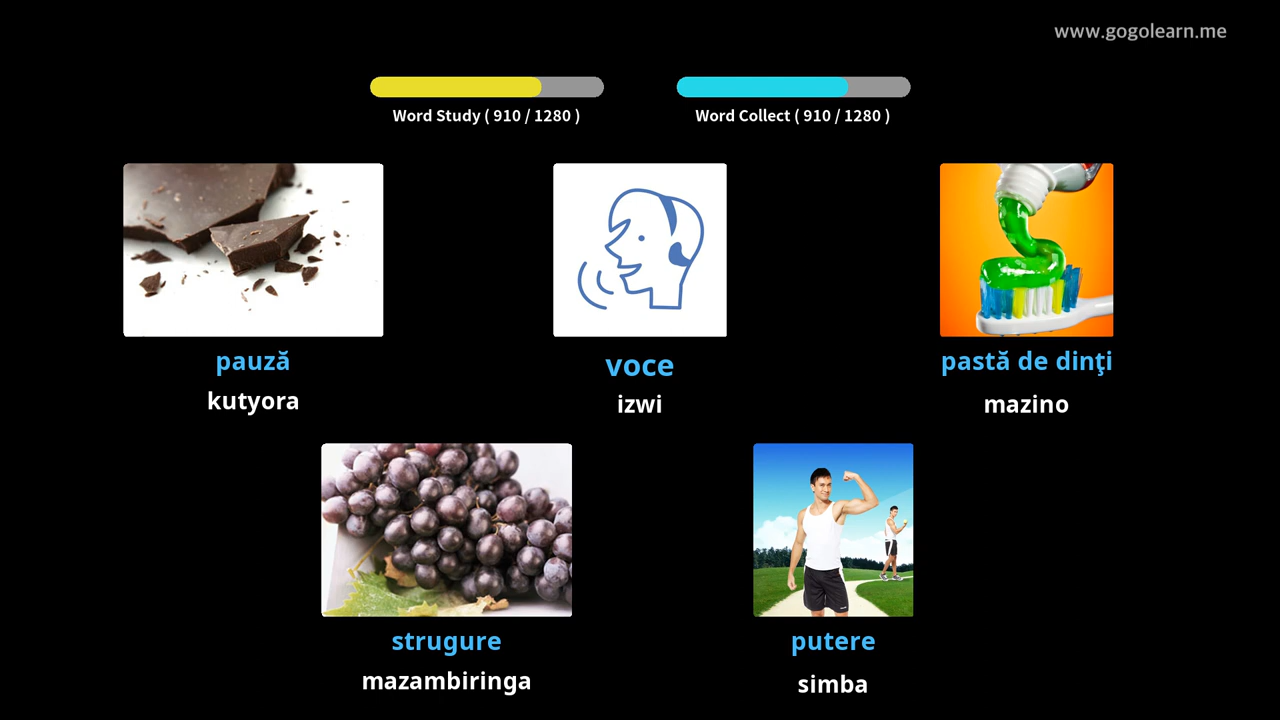 www.gogolearn.me
Word Study ( 910 / 1280 )
Word Collect ( 910 / 1280 )
pauză
kutyora
voce
izwi
pastă de dinţi
mazino
strugure
mazambiringa
putere
simba